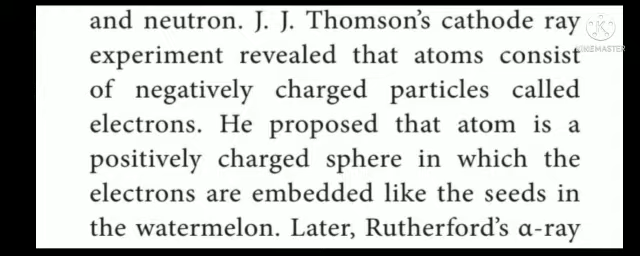 and neutron. J. J. Thomson's cathode ray
experiment revealed that atoms consist
of negatively charged particles called
electrons. He proposed that atom is a
positively charged sphere in which the
electrons are embedded like the seeds in
the watermelon. Later, Rutherford's α-ray
KINEMASTER